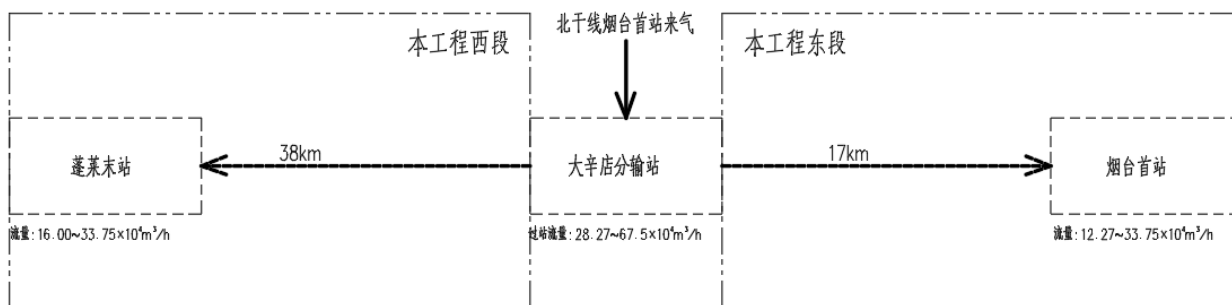 北干线烟台首站来气
本工程西段
本工程东段
38km
17km
蓬莱末站
大辛店分输站
烟台首站
流量:16.00~33.75×10⁴m³/h
过站流量:28.27~67.5×10⁴m³/h
流量:12.27~33.75×10⁴m³/h